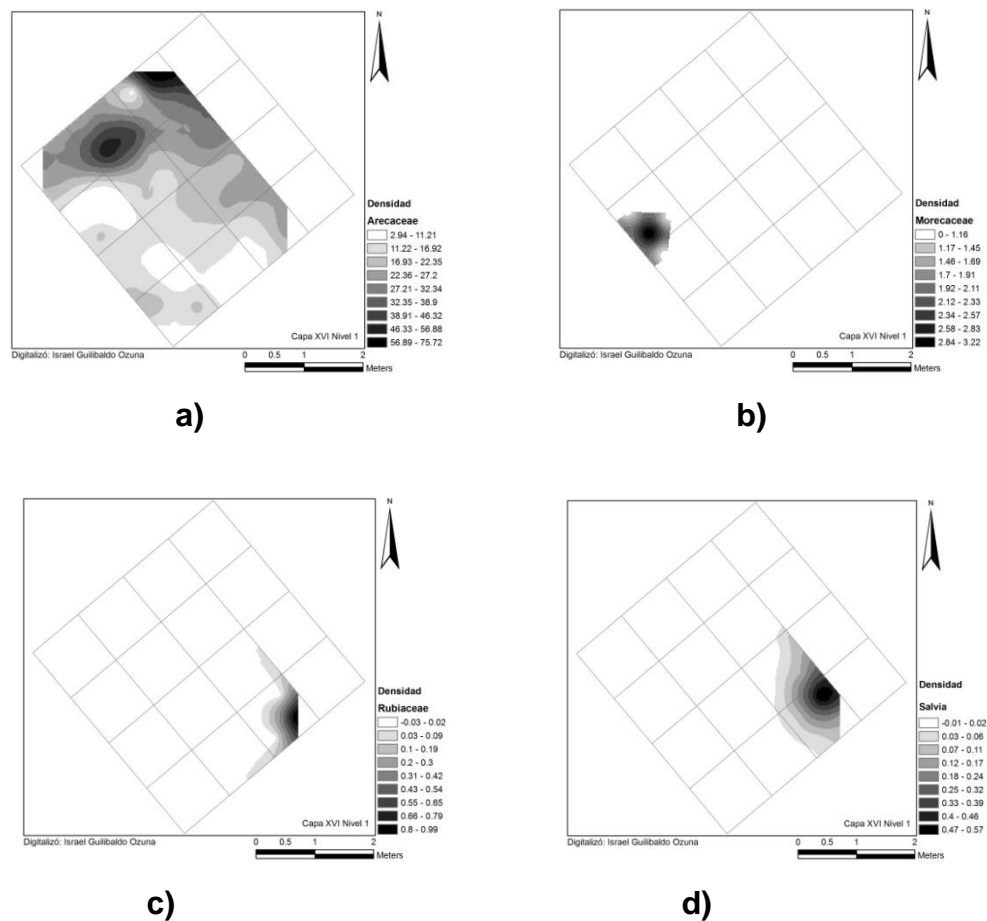 N
Densidad
Arecaceae
2.94 - 11.21
11.22 - 16.92
16.93 - 22.35
22.36 - 27.2
27.21 - 32.34
32.35 - 38.9
38.91 - 46.32
46.33 - 56.88
56.89 - 75.72
Capa XVI Nivel 1
Digitalizó: Israel Guilibaldo Ozuna
0 0.5 1 2
Meters
a)
N
Densidad
Morecaceae
0 - 1.16
1.17 - 1.45
1.46 - 1.69
1.7 - 1.91
1.92 - 2.11
2.12 - 2.33
2.34 - 2.57
2.58 - 2.83
2.84 - 3.22
Capa XVI Nivel 1
Digitalizó: Israel Guilibaldo Ozuna
0 0.5 1 2
Meters
b)
N
Densidad
Rubiaceae
-0.03 - 0.02
0.03 - 0.09
0.1 - 0.19
0.2 - 0.3
0.31 - 0.42
0.43 - 0.54
0.55 - 0.65
0.66 - 0.79
0.8 - 0.99
Capa XVI Nivel 1
Digitalizó: Israel Guilibaldo Ozuna
0 0.5 1 2
Meters
c)
N
Densidad
Salvia
-0.01 - 0.02
0.03 - 0.06
0.07 - 0.11
0.12 - 0.17
0.18 - 0.24
0.25 - 0.32
0.33 - 0.39
0.4 - 0.46
0.47 - 0.57
Capa XVI Nivel 1
Digitalizó: Israel Guilibaldo Ozuna
0 0.5 1 2
Meters
d)